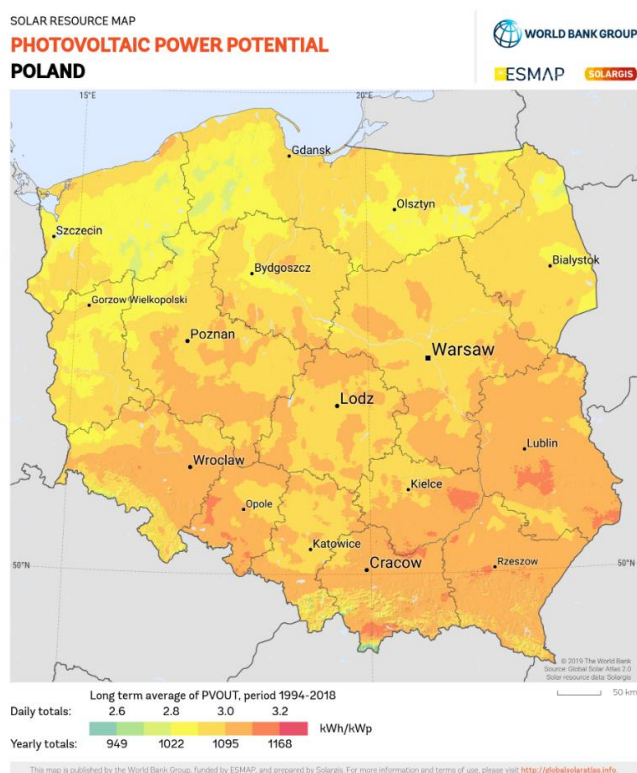 SOLAR RESOURCE MAP
PHOTOVOLTAIC POWER POTENTIAL
POLAND
WORLD BANK GROUP
ESMAP
SOLARGIS
15°E
20°E
Gdansk
Olsztyn
Szczecin
Bialystok
Bydgoszcz
Gorzow Wielkopolski
Poznan
Warsaw
Lodz
Lublin
Wroclaw
Kielce
Opole
Katowice
50°N
Cracow
Rzeszow
50°N
© 2019 The World Bank
Source: Global Solar Atlas 2.0
Solar resource data: Solargis
50 km
Long term average of PVOUT, period 1994-2018
Daily totals: 2.6 2.8 3.0 3.2
kWh/kWp
Yearly totals: 949 1022 1095 1168
This map is published by the World Bank Group, funded by ESMAP, and prepared by Solargis. For more information and terms of use, please visit http://globalsolaratlas.info.